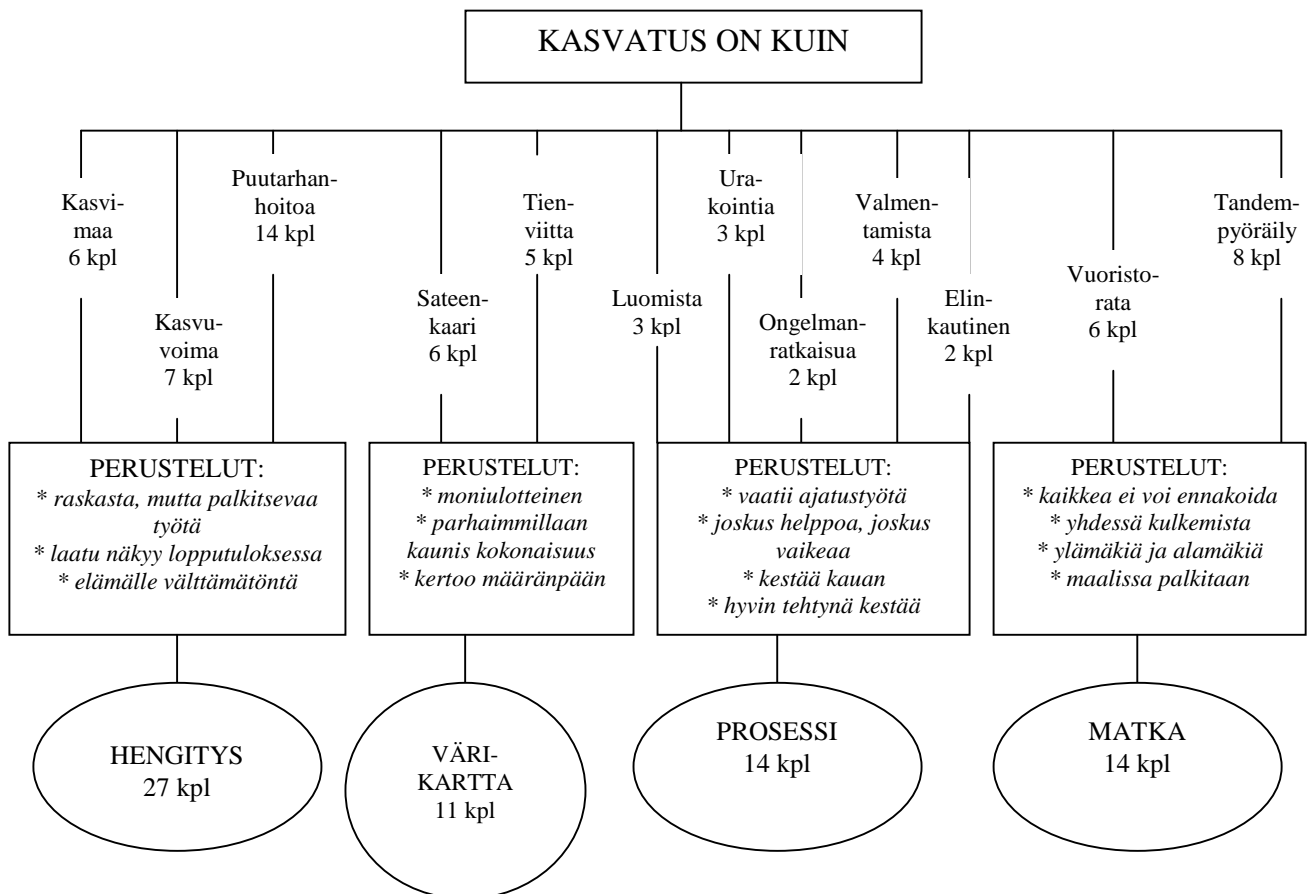 KASVATUS ON KUIN
Kasvi-
maa
6 kpl
Kasvu-
voima
7 kpl
Puutarhan-
hoitoa
14 kpl
Sateen-
kaari
6 kpl
Tien-
viitta
5 kpl
Luomista
3 kpl
Ura-
kointia
3 kpl
Ongelman-
ratkaisua
2 kpl
Valmen-
tamista
4 kpl
Elin-
kautinen
2 kpl
Vuoristo-
rata
6 kpl
Tandem-
pyöräily
8 kpl
PERUSTELUT:
* raskasta, mutta palkitsevaa
työtä
* laatu näkyy lopputuloksessa
* elämälle välttämätöntä
PERUSTELUT:
* moniulotteinen
* parhaimmillaan
kaunis kokonaisuus
* kertoo määränpään
PERUSTELUT:
* vaatii ajatustyötä
* joskus helppoa, joskus
vaikeaa
* kestää kauan
* hyvin tehtynä kestää
PERUSTELUT:
* kaikkea ei voi ennakoida
* yhdessä kulkemista
* ylämäkiä ja alamäkiä
* maalissa palkitaan
HENGITYS
27 kpl
VÄRI-
KARTTA
11 kpl
PROSESSI
14 kpl
MATKA
14 kpl